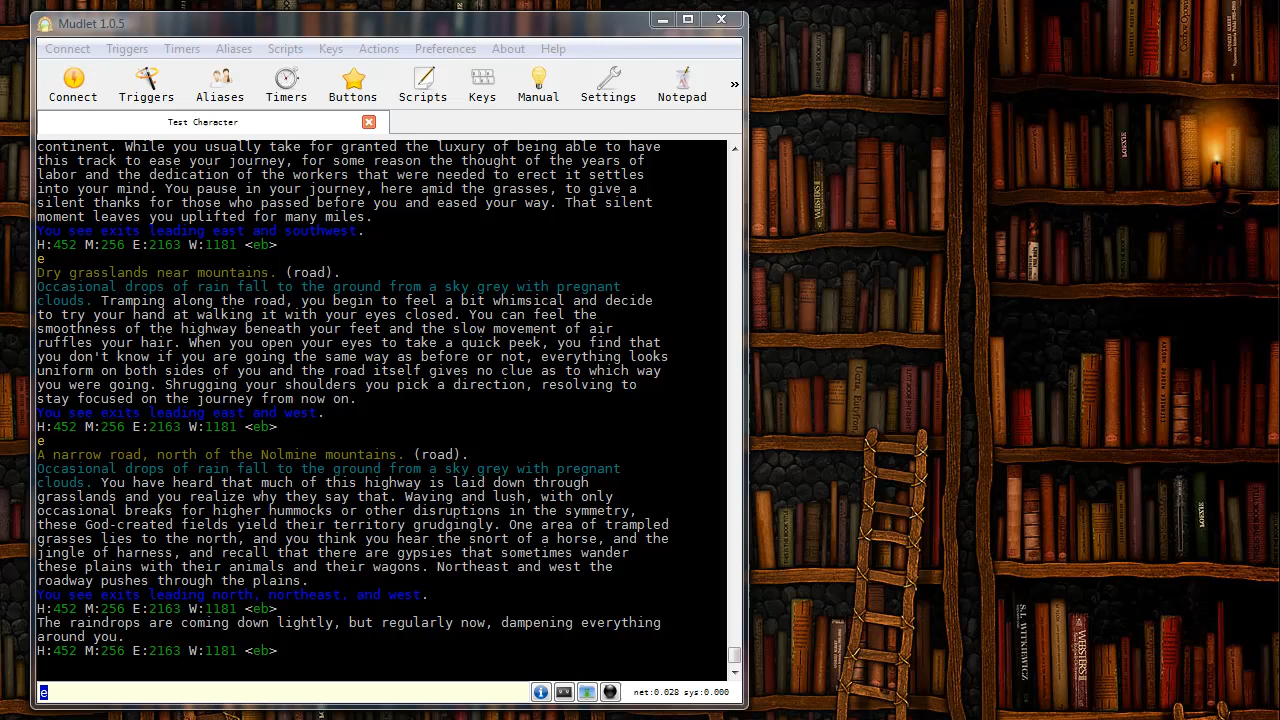 Mudlet 1.0.5
Connect Triggers Timers Aliases Scripts Keys Actions Preferences About Help
Connect Triggers Aliases Timers Buttons Scripts Keys Manual Settings Notepad »
Test Character
continent. While you usually take for granted the luxury of being able to have
this track to ease your journey, for some reason the thought of the years of
labor and the dedication of the workers that were needed to erect it settles
into your mind. You pause in your journey, here amid the grasses, to give a
silent thanks for those who passed before you and eased your way. That silent
moment leaves you uplifted for many miles.
You see exits leading east and southwest.
H:452 M:256 E:2163 W:1181 <eb>
e
Dry grasslands near mountains. (road).
Occasional drops of rain fall to the ground from a sky grey with pregnant
clouds. Tramping along the road, you begin to feel a bit whimsical and decide
to try your hand at walking it with your eyes closed. You can feel the
smoothness of the highway beneath your feet and the slow movement of air
ruffles your hair. When you open your eyes to take a quick peek, you find that
you don't know if you are going the same way as before or not, everything looks
uniform on both sides of you and the road itself gives no clue as to which way
you were going. Shrugging your shoulders you pick a direction, resolving to
stay focused on the journey from now on.
You see exits leading east and west.
H:452 M:256 E:2163 W:1181 <eb>
e
A narrow road, north of the Nolmine mountains. (road).
Occasional drops of rain fall to the ground from a sky grey with pregnant
clouds. You have heard that much of this highway is laid down through
grasslands and you realize why they say that. Waving and lush, with only
occasional breaks for higher hummocks or other disruptions in the symmetry,
these God-created fields yield their territory grudgingly. One area of trampled
grasses lies to the north, and you think you hear the snort of a horse, and the
jingle of harness, and recall that there are gypsies that sometimes wander
these plains with their animals and their wagons. Northeast and west the
roadway pushes through the plains.
You see exits leading north, northeast, and west.
H:452 M:256 E:2163 W:1181 <eb>
The raindrops are coming down lightly, but regularly now, dampening everything
around you.
H:452 M:256 E:2163 W:1181 <eb>
e
net:0.028 sys:0.000
WEBSTER'S
S.L. WITKIEWICZ
WEBSTER'S